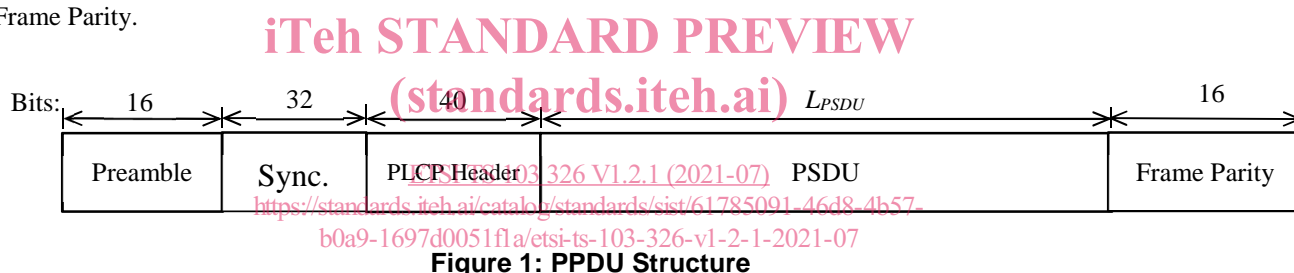 Frame Parity.
iTeh STANDARD PREVIEW
(standards.iteh.ai)
Bits: 16 32 40 LPSDU 16
Preamble Sync. PLCP Header PSDU Frame Parity
ETSI TS 103 326 V1.2.1 (2021-07)
https://standards.iteh.ai/catalog/standards/sist/61785091-46d8-4b57-
b0a9-1697d0051f1a/etsi-ts-103-326-v1-2-1-2021-07
Figure 1: PPDU Structure